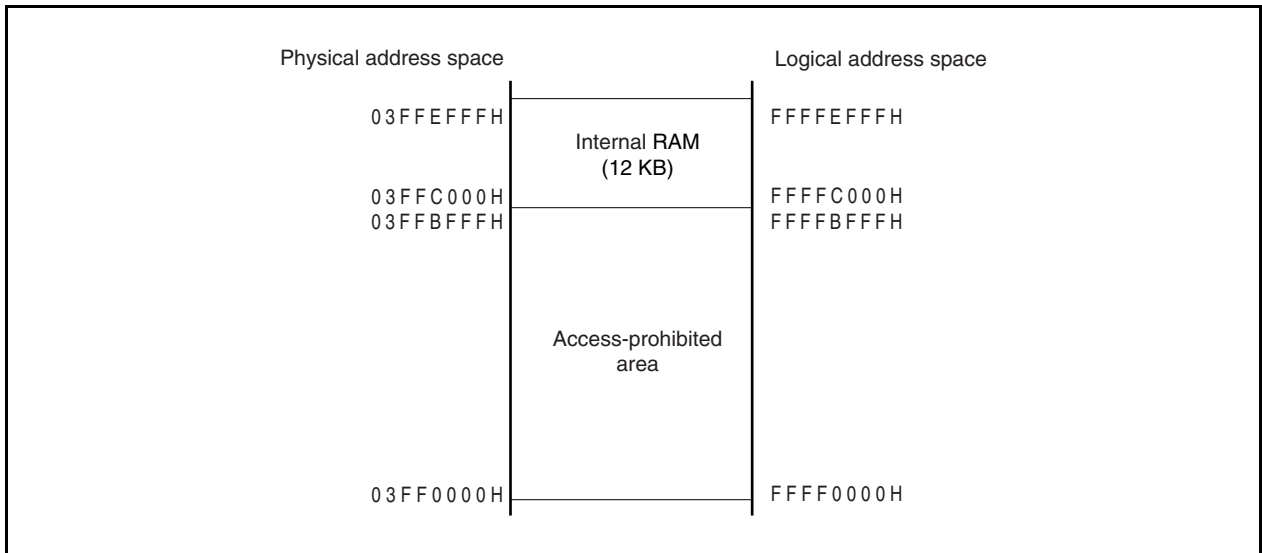 Physical address space
Logical address space
03FFEFFFH
FFFFEFFFH
Internal RAM
(12 KB)
03FFC000H
FFFFC000H
03FFBFFFH
FFFFBFFFH
Access-prohibited
area
03FF0000H
FFFF0000H